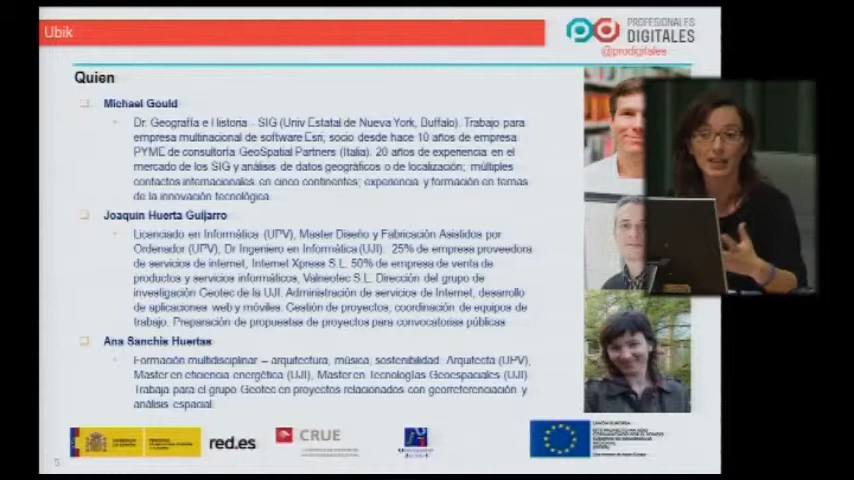 Ubik
PROFESIONALES
DIGITALES
@prodigitales
Quien
Michael Gould
Dr. Geografía e Historia - SIG (Univ Estatal de Nueva York, Buffalo). Trabajo para
empresa multinacional de software Esri, socio desde hace 10 años de empresa
PYME de consultoría GeoSpatial Partners (Italia). 20 años de experiencia en el
mercado de los SIG y análisis de datos geográficos o de localización; múltiples
contactos internacionales en cinco continentes; experiencia y formación en temas
de la innovación tecnológica.
Joaquin Huerta Guijarro
Licenciado en Informática (UPV), Master Diseño y Fabricación Asistidos por
Ordenador (UPV), Dr Ingeniero en Informática (UJI). 25% de empresa proveedora
de servicios de internet, Internet Xpress S.L. 50% de empresa de venta de
productos y servicios informáticos, Valneotec S.L. Dirección del grupo de
investigación Geotec de la UJI. Administración de servicios de Internet, desarrollo
de aplicaciones web y móviles. Gestión de proyectos, coordinación de equipos de
trabajo. Preparación de propuestas de proyectos para convocatorias públicas
Ana Sanchis Huertas
Formación multidisciplinar – arquitectura, música, sostenibilidad. Arquitecta (UPV),
Master en eficiencia energética (UJI), Master en Tecnologías Geoespaciales (UJI).
Trabaja para el grupo Geotec en proyectos relacionados con georreferenciación y
análisis espacial.
red.es
CRUE
UNIÓN EUROPEA
5